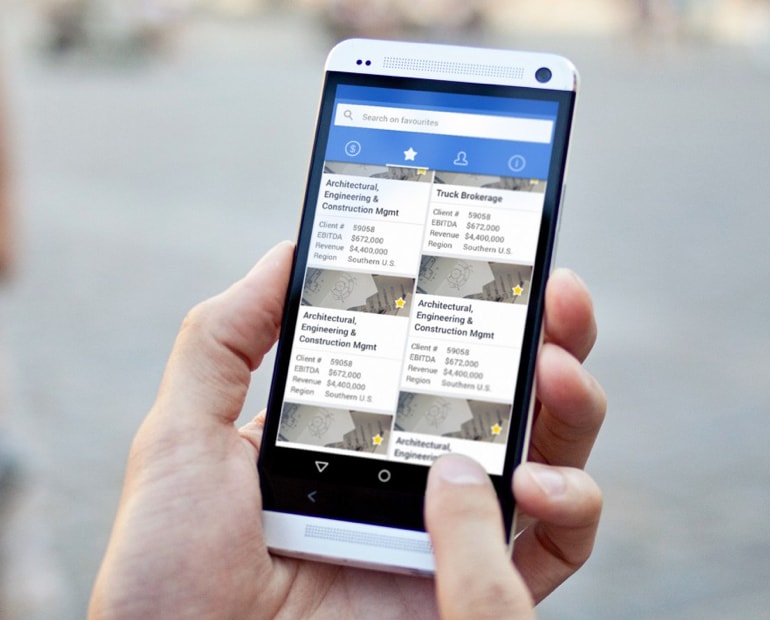 Search on favourites
Architectural,
Engineering &
Construction Mgmt
Client # 59058
EBITDA $672,000
Revenue $4,400,000
Region Southern U.S.
Truck Brokerage
Client # 59058
EBITDA $672,000
Revenue $4,400,000
Region Southern U.S.
Architectural,
Engineering &
Construction Mgmt
Client # 59058
EBITDA $672,000
Revenue $4,400,000
Region Southern U.S.
Architectural,
Engineering &
Construction Mgmt
Client # 59058
EBITDA $672,000
Revenue $4,400,000
Region Southern U.S.
Architectural,